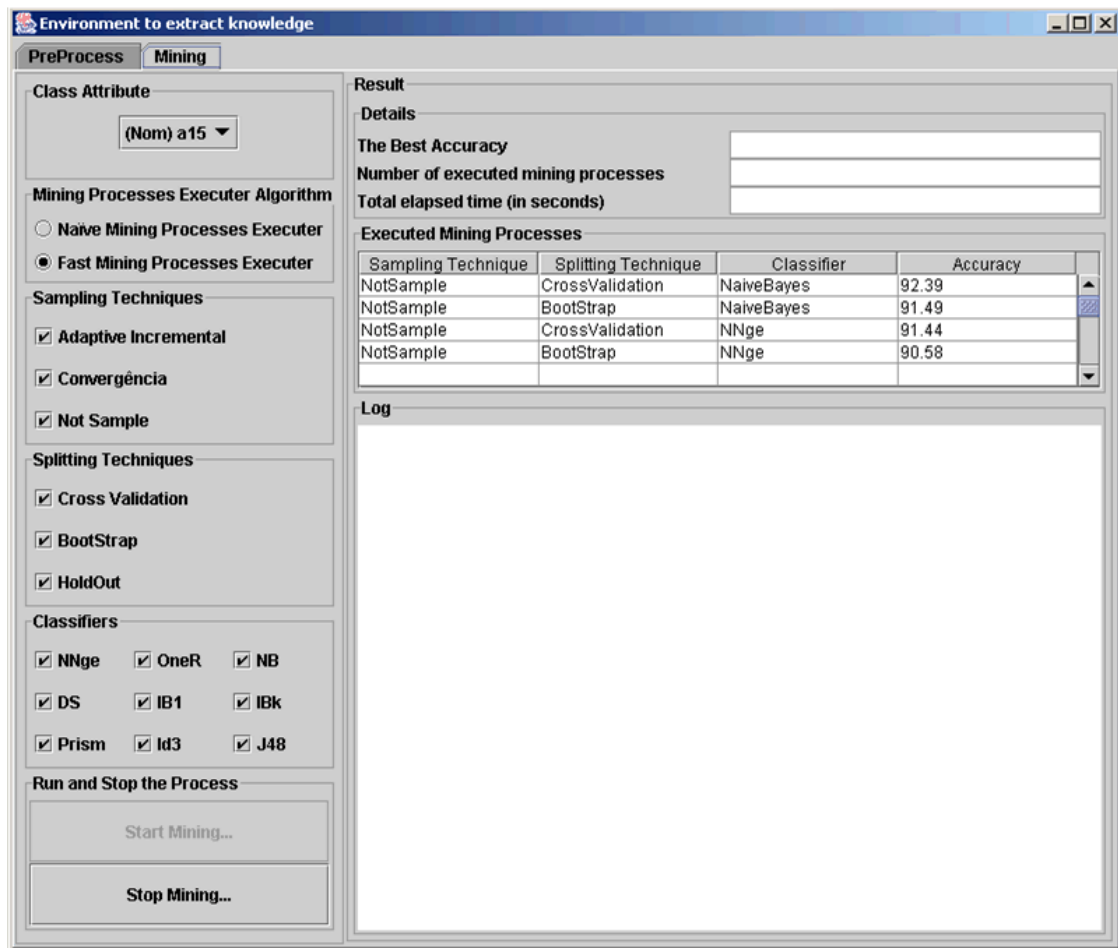 Environment to extract knowledge
PreProcess Mining
Class Attribute
(Nom) a15
Mining Processes Executer Algorithm
Naïve Mining Processes Executer
Fast Mining Processes Executer
Sampling Techniques
Adaptive Incremental
Convergência
Not Sample
Splitting Techniques
Cross Validation
BootStrap
HoldOut
Classifiers
NNge OneR NB
DS IB1 IBk
Prism Id3 J48
Run and Stop the Process
Start Mining...
Stop Mining...
Result
Details
The Best Accuracy
Number of executed mining processes
Total elapsed time (in seconds)
Executed Mining Processes
Sampling Technique Splitting Technique Classifier Accuracy
NotSample CrossValidation NaiveBayes 92.39
NotSample BootStrap NaiveBayes 91.49
NotSample CrossValidation NNge 91.44
NotSample BootStrap NNge 90.58
Log